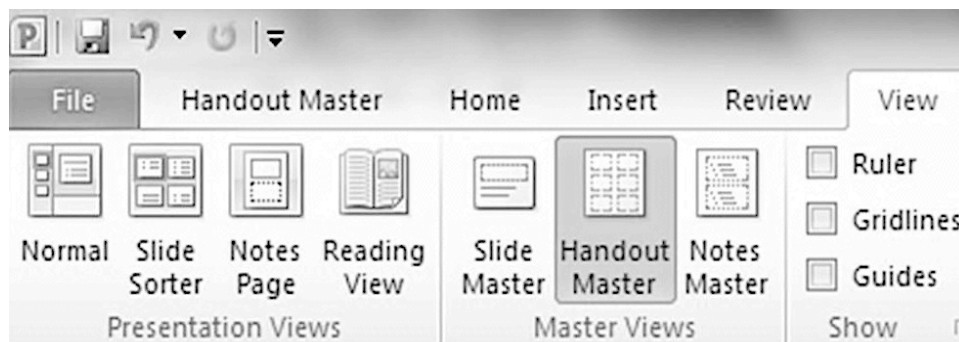 P
File Handout Master Home Insert Review View
Normal Slide Sorter Notes Page Reading View Slide Master Handout Master Notes Master
Ruler
Gridlines
Guides
Presentation Views Master Views Show